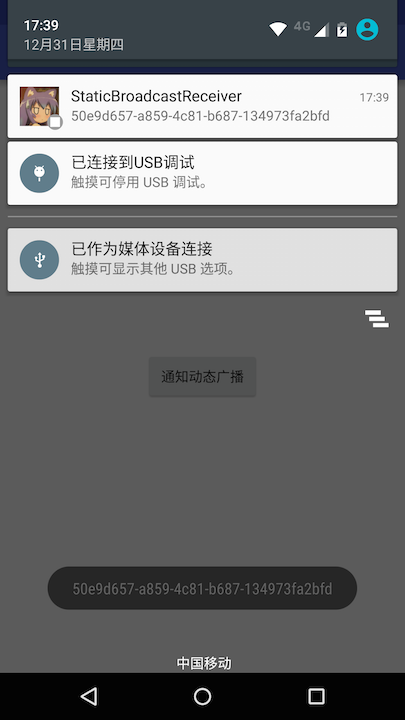 17:39
4G
12月31日星期四
StaticBroadcastReceiver
17:39
50e9d657-a859-4c81-b687-134973fa2bfd
已连接到USB调试
触摸可停用 USB 调试。
已作为媒体设备连接
触摸可显示其他 USB 选项。
通知动态广播
50e9d657-a859-4c81-b687-134973fa2bfd
中国移动